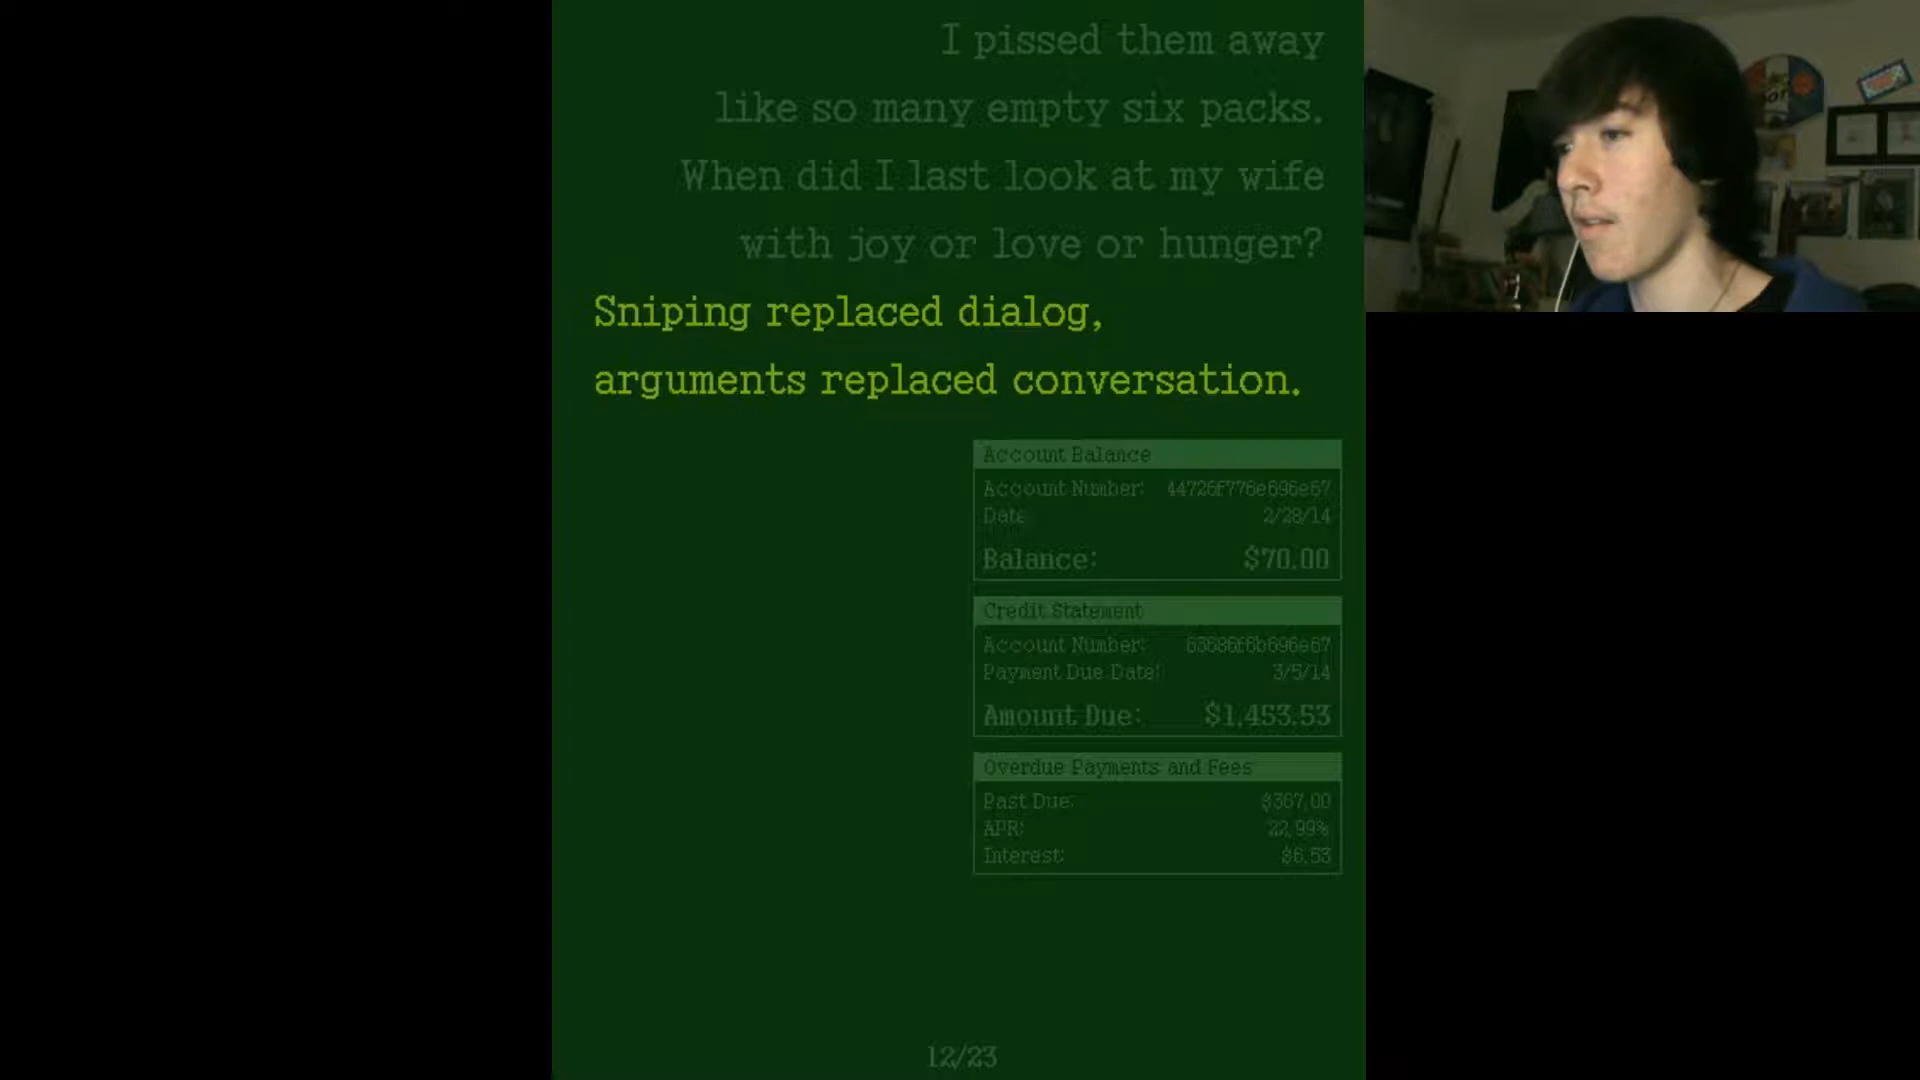 I pissed them away
like so many empty six packs.
When did I last look at my wife
with joy or love or hunger?
Sniping replaced dialog,
arguments replaced conversation.
Account Balance
Account Number: 44726f776e696e67
Date: 2/28/14
Balance: $70.00
Credit Statement
Account Number: 63686f6b696e67
Payment Due Date: 3/5/14
Amount Due: $1,453.53
Overdue Payments and Fees
Past Due: $367.00
APR: 22.99%
Interest: $6.53
12/23